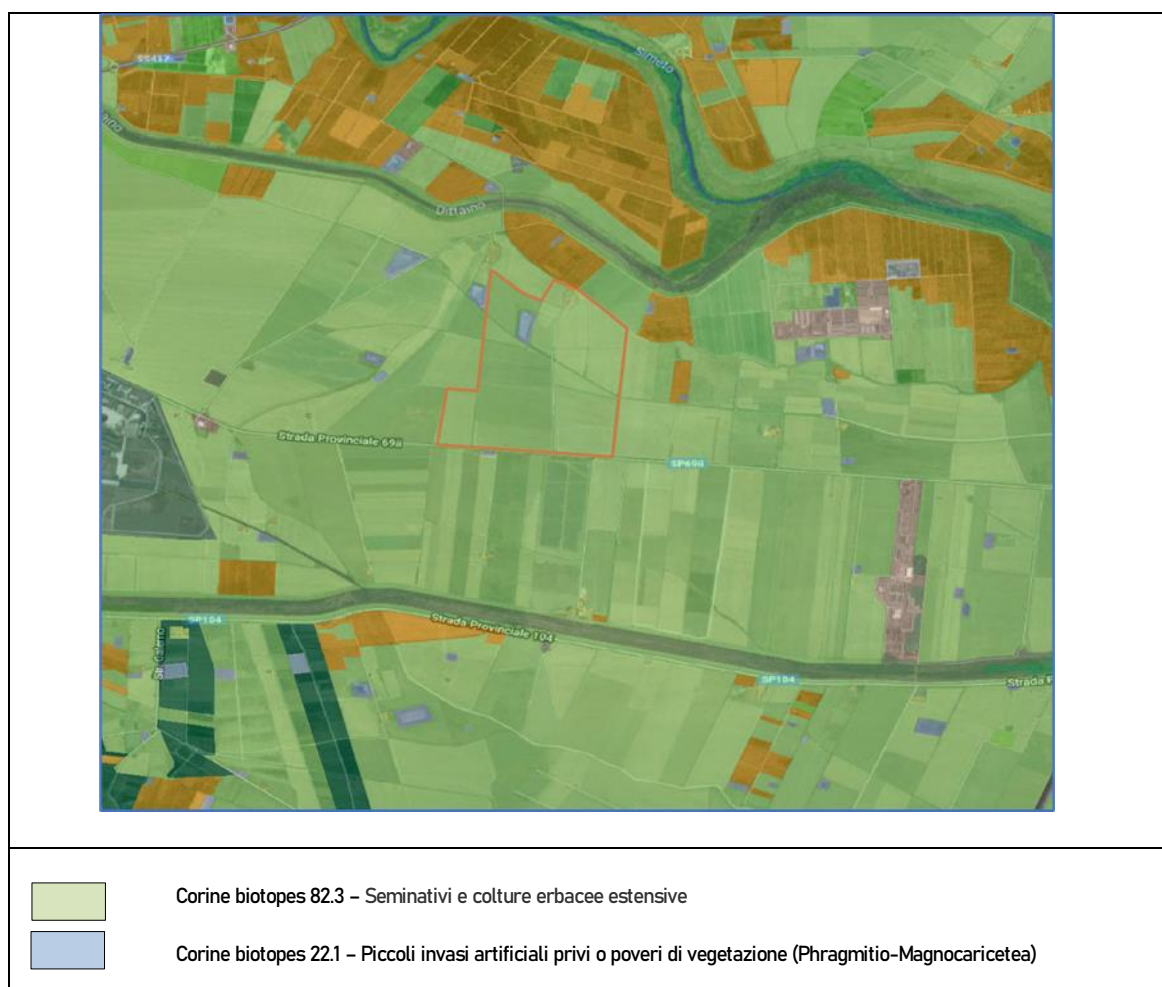 SS417
Simeto
Dittaino
Strada Provinciale 69ii
SP69ii
SP104
Strada Provinciale 104
SP104
Corine biotopes 82.3 – Seminativi e colture erbacee estensive
Corine biotopes 22.1 – Piccoli invasi artificiali privi o poveri di vegetazione (Phragmitio-Magnocaricetea)